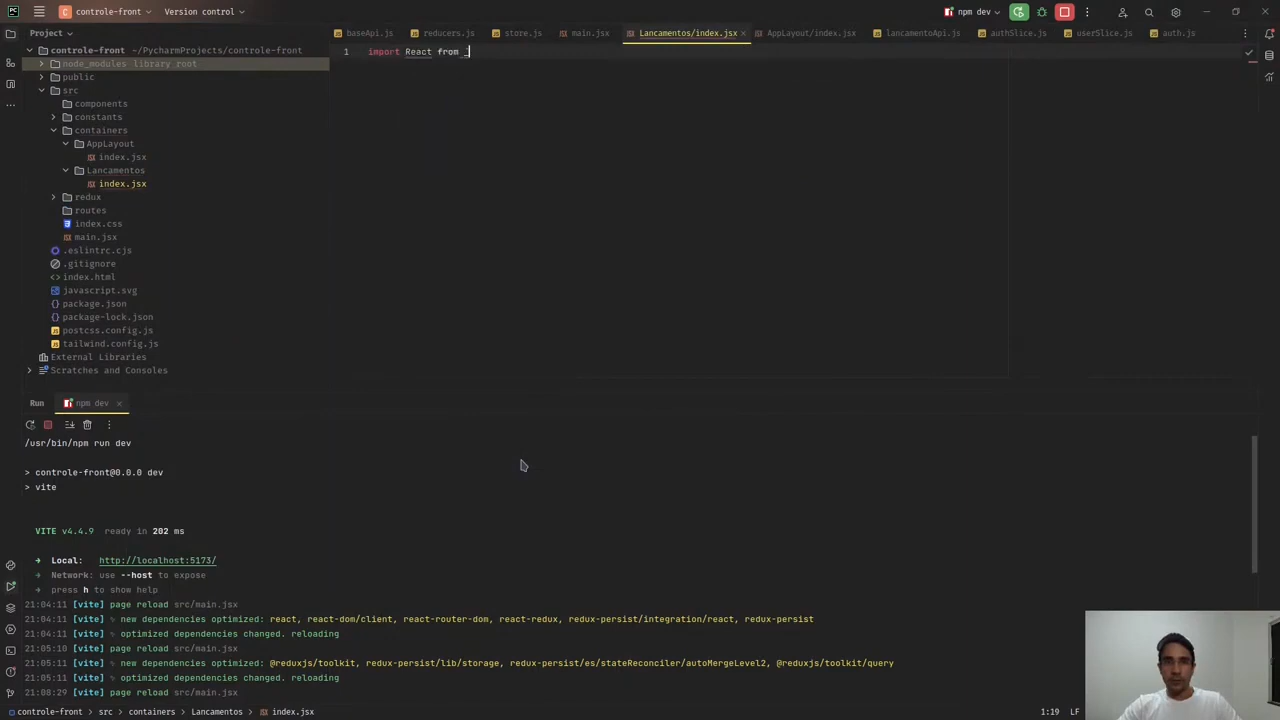 controle-front
Version control
npm dev
Project
baseApi.js
reducers.js
store.js
main.jsx
Lancamentos/index.jsx
AppLayout/index.jsx
lancamentoApi.js
authSlice.js
userSlice.js
auth.js
controle-front ~/PycharmProjects/controle-front
node_modules library root
public
src
components
constants
containers
AppLayout
index.jsx
Lancamentos
index.jsx
redux
routes
index.css
main.jsx
.eslintrc.cjs
.gitignore
index.html
javascript.svg
package.json
package-lock.json
postcss.config.js
tailwind.config.js
External Libraries
Scratches and Consoles
1 import React from
Run
npm dev
/usr/bin/npm run dev
> controle-front@0.0.0 dev
> vite
VITE v4.4.9 ready in 202 ms
➜ Local: http://localhost:5173/
➜ Network: use --host to expose
➜ press h to show help
21:04:11 [vite] page reload src/main.jsx
21:04:11 [vite] new dependencies optimized: react, react-dom/client, react-router-dom, react-redux, redux-persist/integration/react, redux-persist
21:04:11 [vite] optimized dependencies changed. reloading
21:05:10 [vite] page reload src/main.jsx
21:05:11 [vite] new dependencies optimized: @reduxjs/toolkit, redux-persist/lib/storage, redux-persist/es/stateReconciler/autoMergeLevel2, @reduxjs/toolkit/query
21:05:11 [vite] optimized dependencies changed. reloading
21:08:29 [vite] page reload src/main.jsx
controle-front > src > containers > Lancamentos > index.jsx
1:19
LF